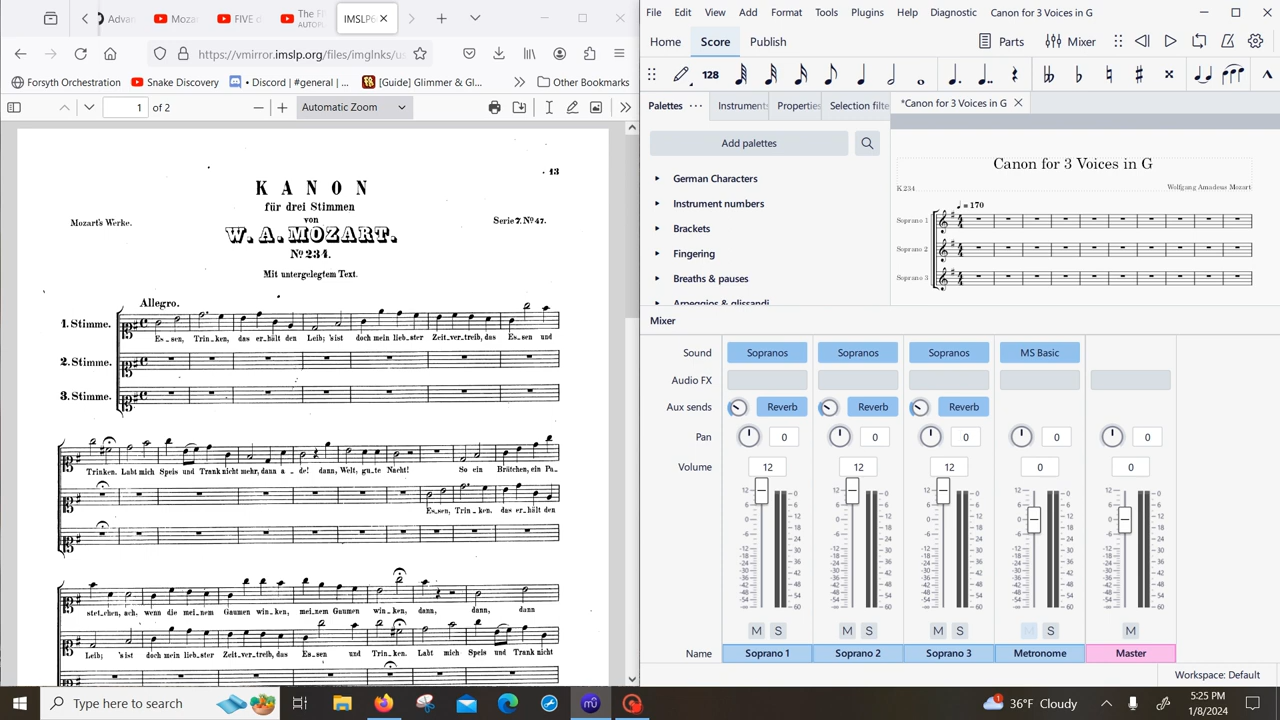 Advan
Moza
FIVE o
The Fi
AUTOPL
IMSLP6
https://vmirror.imslp.org/files/imglnks/us
Forsyth Orchestration
Snake Discovery
• Discord | #general | ...
[Guide] Glimmer & Gl...
Other Bookmarks
1 of 2
Automatic Zoom
13
KANON
für drei Stimmen
von
Mozart's Werke.
Serie 7. No 47.
W. A. MOZART.
No 234.
Mit untergelegtem Text.
Allegro.
1. Stimme.
Es - sen, Trin - ken, das er-hält den Leib; 'sist doch mein lieb-ster Zeit-ver-treib, das Es - sen und
2. Stimme.
3. Stimme.
Trinken. Labt mich Speis und Trank nicht mehr, dann a - de! dann, Welt, gu-te Nacht! So ein Brätchen, ein Pa-
Es-sen, Trin - ken, das er-hält den
stet-chen, ach, wenn die mei-nem Gaumen win-ken, mei-nem Gaumen win-ken, dann, dann, dann
Leib; 'sist doch mein lieb-ster Zeit-ver-treib, das Es - sen und Trin-ken. Labt mich Speis und Trank nicht
File Edit View Add Format Tools Plugins Help Diagnostic Canon for 3 Voices in G
Home Score Publish Parts Mixer
128
Palettes ... Instrument Properties Selection filte
*Canon for 3 Voices in G
Add palettes
German Characters
Instrument numbers
Brackets
Fingering
Breaths & pauses
Arpeggios & glissandi
Canon for 3 Voices in G
K 234
Wolfgang Amadeus Mozart
= 170
Soprano 1
Soprano 2
Soprano 3
Mixer
Sound Sopranos Sopranos Sopranos MS Basic
Audio FX
Aux sends Reverb Reverb Reverb
Pan 0 0 0 0 0
Volume 12 12 12 0 0
M S M S M S M S M
Name Soprano 1 Soprano 2 Soprano 3 Metronome Master
Workspace: Default
Type here to search
36°F Cloudy
5:25 PM
1/8/2024